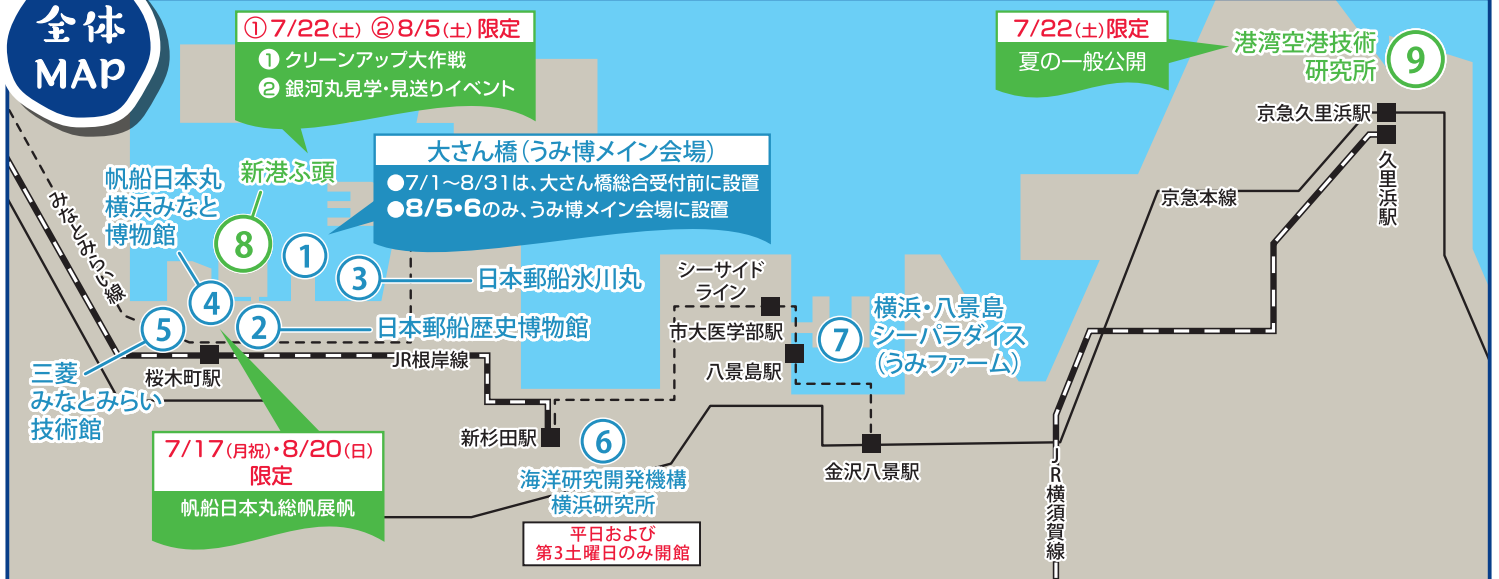 全体
MAP
①7/22(土) ②8/5(土)限定
❶ クリーンアップ大作戦
② 銀河丸見学・見送りイベント
7/22(土)限定
夏の一般公開
港湾空港技術
研究所
9
京急久里浜駅
久里浜駅
京急本線
大さん橋(うみ博メイン会場)
●7/1〜8/31は、大さん橋総合受付前に設置
●8/5・6のみ、うみ博メイン会場に設置
新港ふ頭
8
帆船日本丸
横浜みなと
博物館
みなとみらい線
1
3
日本郵船氷川丸
4
5
2
日本郵船歴史博物館
シーサイド
ライン
市大医学部駅
八景島駅
7
横浜・八景島
シーパラダイス
(うみファーム)
三菱
みなとみらい
技術館
桜木町駅
JR根岸線
新杉田駅
6
海洋研究開発機構
横浜研究所
平日および
第3土曜日のみ開館
7/17(月祝)・8/20(日)
限定
帆船日本丸総帆展帆
金沢八景駅
JR横須賀線